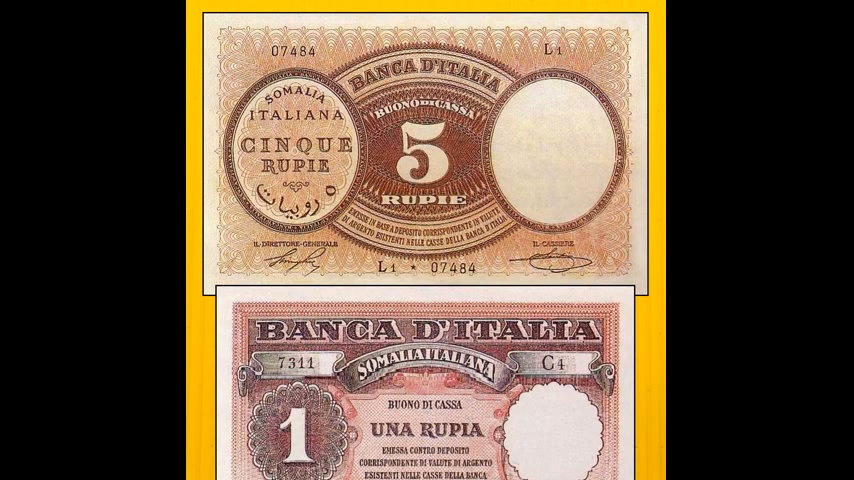 07484
L1
BANCA D'ITALIA
SOMALIA
ITALIANA
CINQUE
RUPIE
٥ روبيات
BUONO DI CASSA
5
RUPIE
EMESSE IN BASE A DEPOSITO CORRISPONDENTE IN VALUTE
DI ARGENTO ESISTENTI NELLE CASSE DELLA BANCA D'ITALIA
IL DIRETTORE-GENERALE
IL CASSIERE
L1 * 07484
BANCA D'ITALIA
7311
SOMALIA ITALIANA
C4
1
BUONO DI CASSA
UNA RUPIA
EMESSA CONTRO DEPOSITO
CORRISPONDENTE DI VALUTE DI ARGENTO
ESISTENTI NELLE CASSE DELLA BANCA